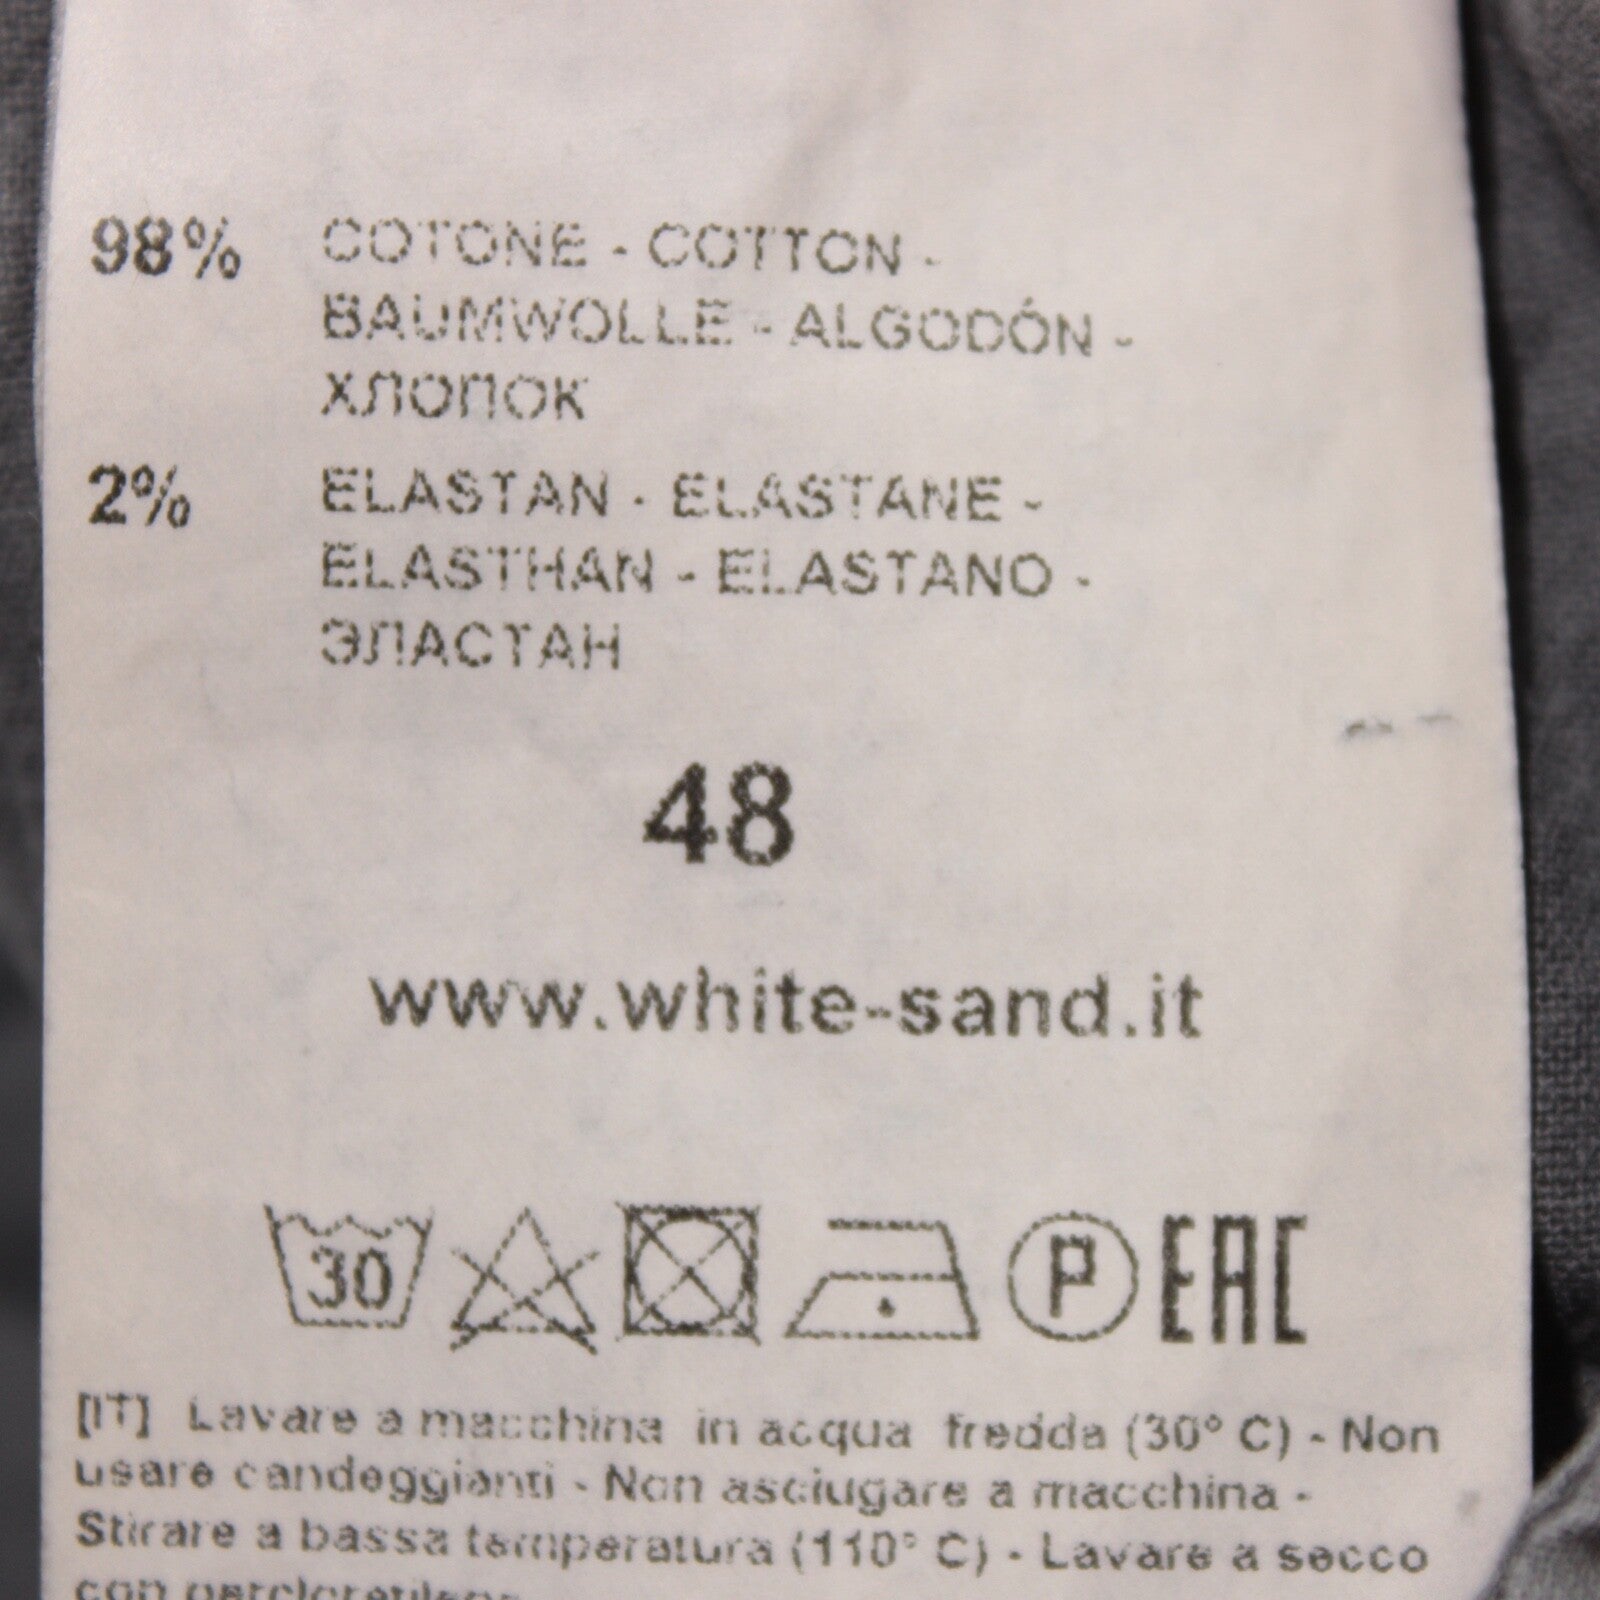 98% COTONE - COTTON -
BAUMWOLLE - ALGODÓN -
ХЛОПОК
2% ELASTAN - ELASTANE -
ELASTHAN - ELASTANO -
ЭЛАСТАН
48
www.white-sand.it
30 P EAC
[IT] Lavare a macchina in acqua fredda (30° C) - Non
usare candeggianti - Non asciugare a macchina -
Stirare a bassa temperatura (110° C) - Lavare a secco
con